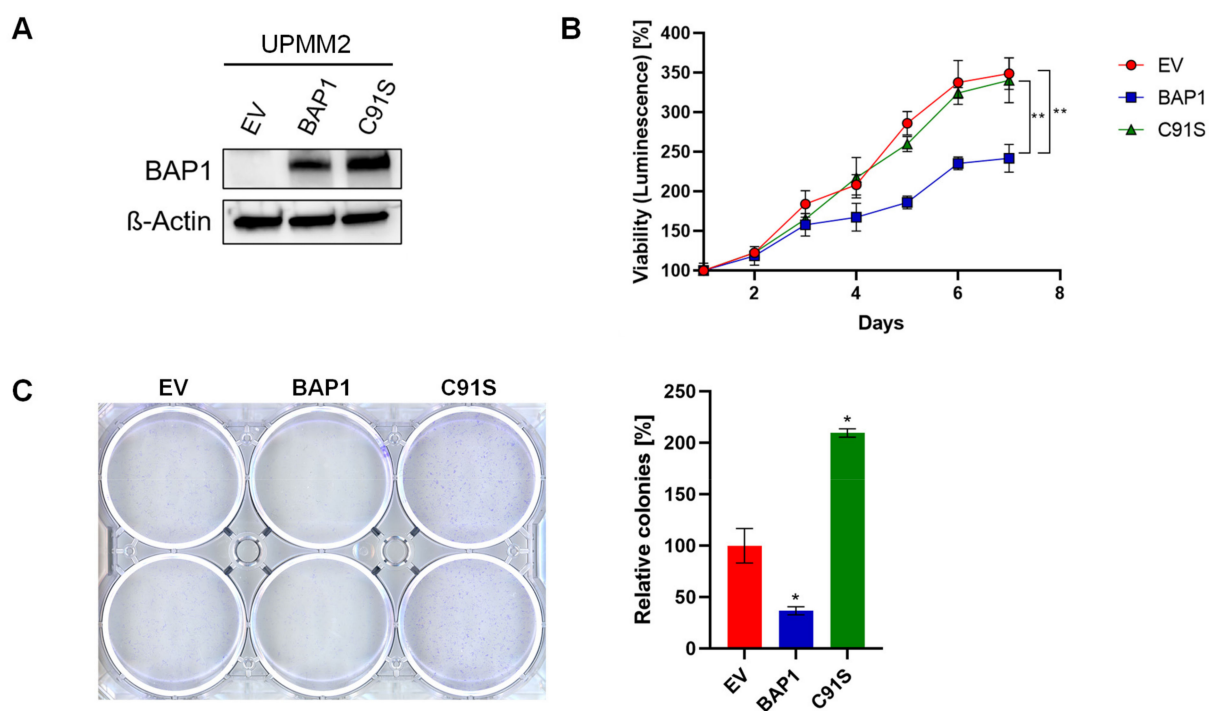 A
UPMM2
EV BAP1 C91S
BAP1
ß-Actin
B
Viability (Luminescence) [%]
400
350
300
250
200
150
100
2 4 6 8
Days
** **
EV
BAP1
C91S
C
EV BAP1 C91S
Relative colonies [%]
250
200
150
100
50
0
* *
EV BAP1 C91S